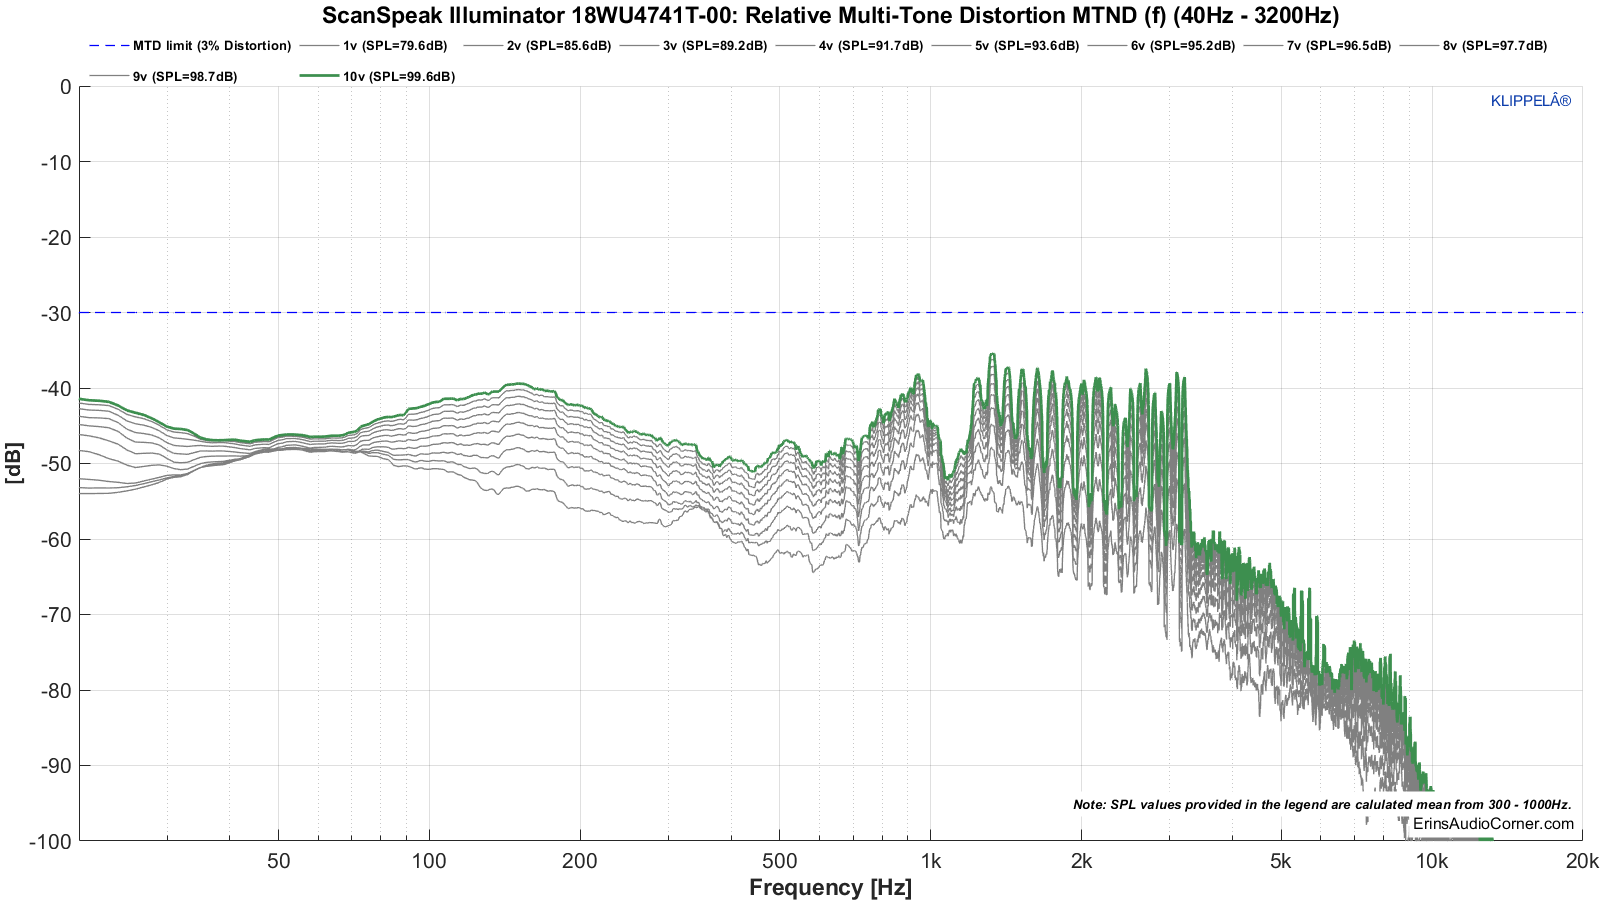 ScanSpeak Illuminator 18WU4741T-00: Relative Multi-Tone Distortion MTND (f) (40Hz - 3200Hz)
MTD limit (3% Distortion) 1v (SPL=79.6dB) 2v (SPL=85.6dB) 3v (SPL=89.2dB) 4v (SPL=91.7dB) 5v (SPL=93.6dB) 6v (SPL=95.2dB) 7v (SPL=96.5dB) 8v (SPL=97.7dB)
9v (SPL=98.7dB) 10v (SPL=99.6dB)
KLIPPELÂ®
0
-10
-20
-30
-40
-50
-60
-70
-80
-90
-100
[dB]
Note: SPL values provided in the legend are calulated mean from 300 - 1000Hz.
ErinsAudioCorner.com
50 100 200 500 1k 2k 5k 10k 20k
Frequency [Hz]